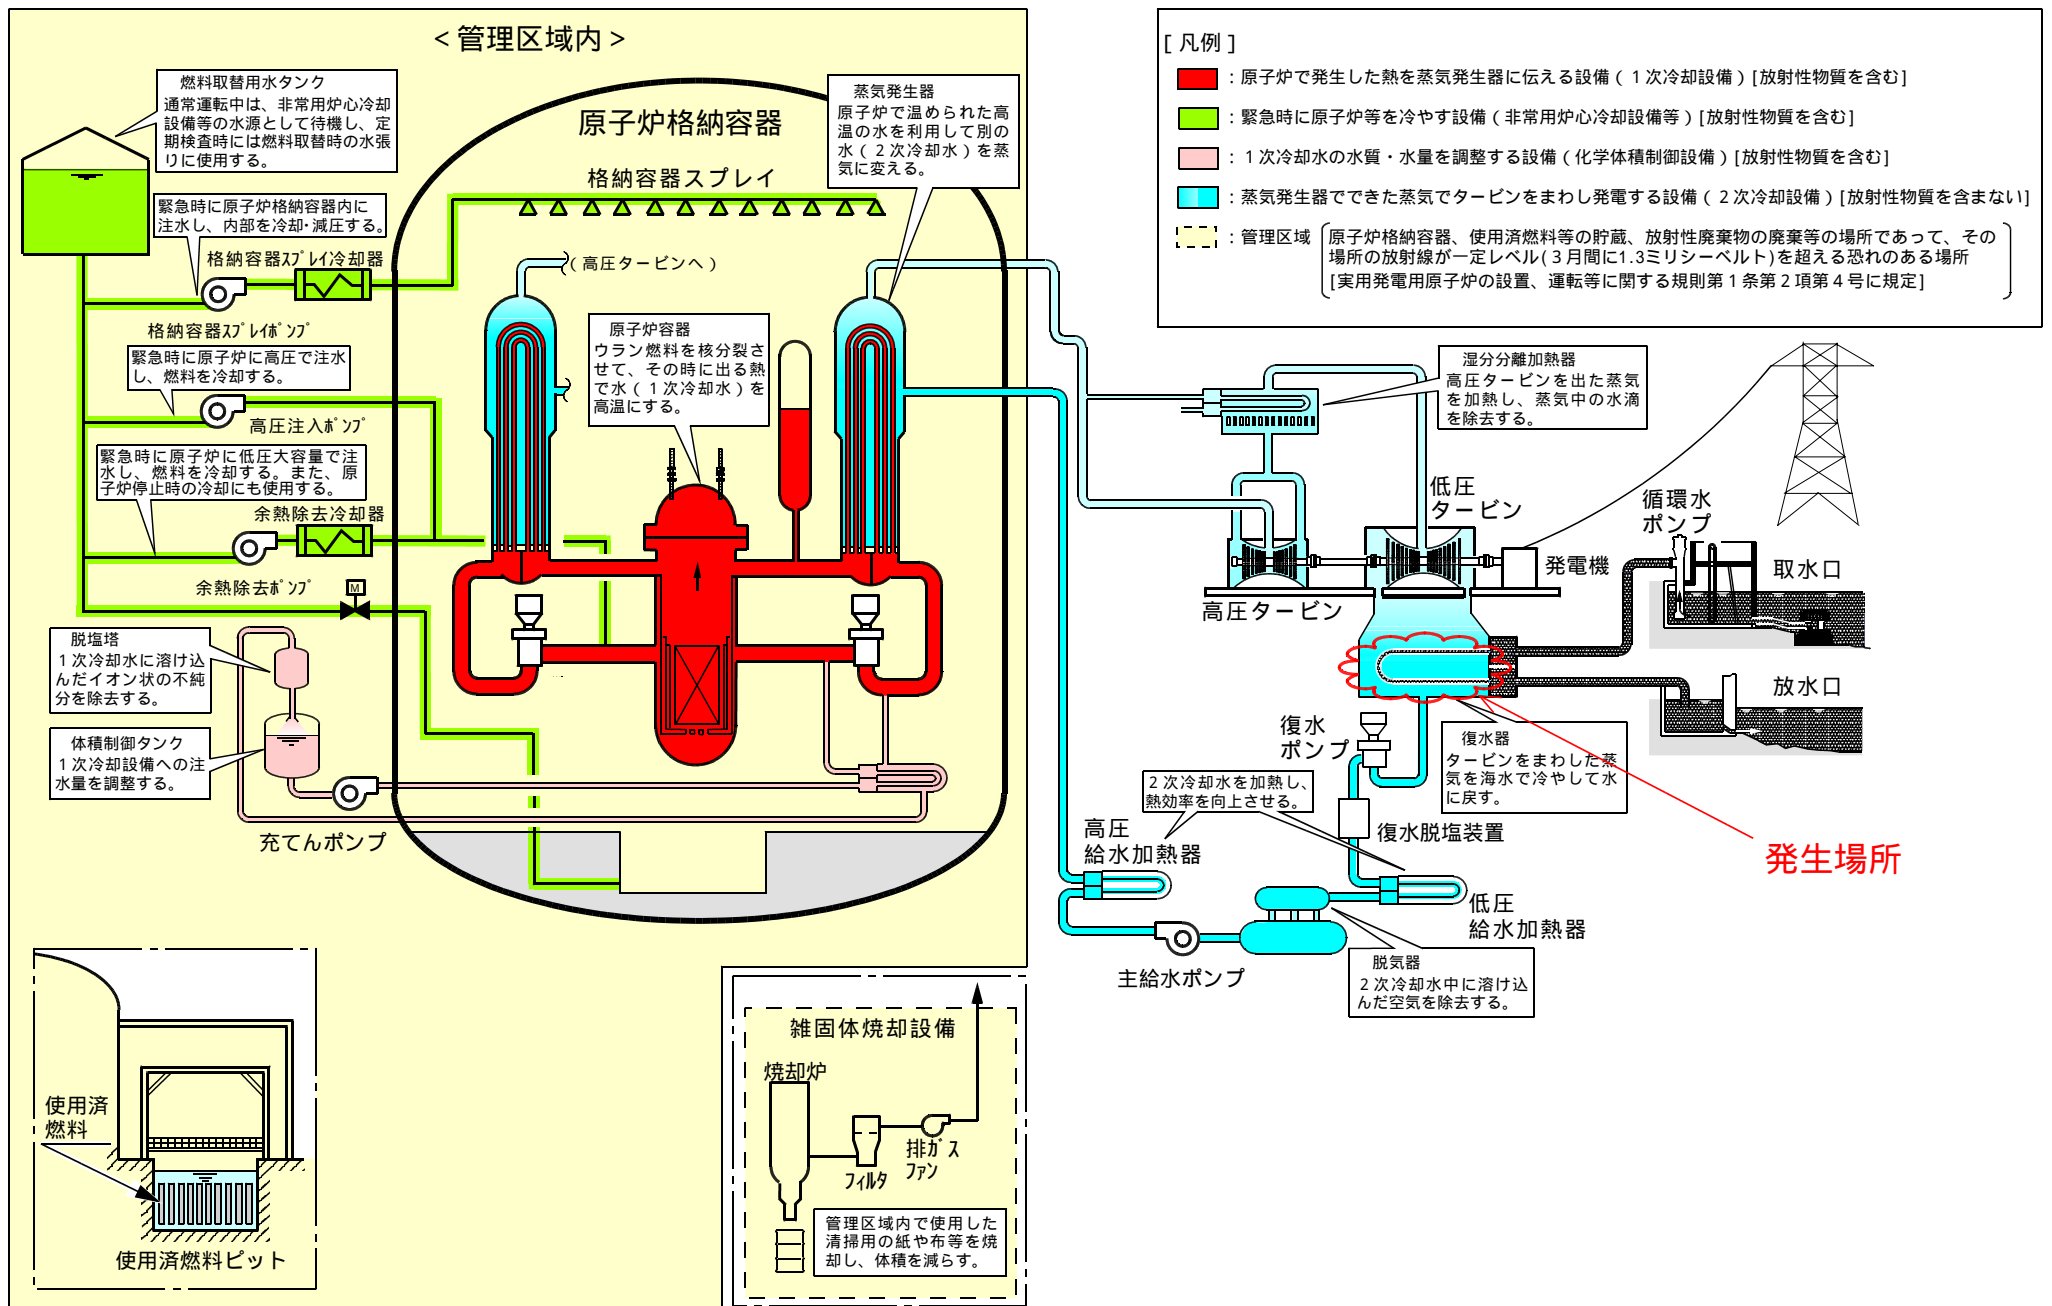 ＜管理区域内＞
燃料取替用水タンク
通常運転中は、非常用炉心冷却
設備等の水源として待機し、定
期検査時には燃料取替時の水張
りに使用する。
緊急時に原子炉格納容器内に
注水し、内部を冷却・減圧する。
格納容器ｽﾌﾟﾚｲ冷却器
格納容器ｽﾌﾟﾚｲﾎﾟﾝﾌﾟ
緊急時に原子炉に高圧で注水
し、燃料を冷却する。
高圧注入ﾎﾟﾝﾌﾟ
緊急時に原子炉に低圧大容量で注
水し、燃料を冷却する。また、原
子炉停止時の冷却にも使用する。
余熱除去冷却器
余熱除去ﾎﾟﾝﾌﾟ
M
脱塩塔
１次冷却水に溶け込
んだイオン状の不純
分を除去する。
体積制御タンク
１次冷却設備への注
水量を調整する。
充てんポンプ
原子炉格納容器
格納容器スプレイ
（高圧タービンへ）
蒸気発生器
原子炉で温められた高
温の水を利用して別の
水（２次冷却水）を蒸
気に変える。
原子炉容器
ウラン燃料を核分裂さ
せて、その時に出る熱
で水（１次冷却水）を
高温にする。
[凡例]
：原子炉で発生した熱を蒸気発生器に伝える設備（１次冷却設備）[放射性物質を含む]
：緊急時に原子炉等を冷やす設備（非常用炉心冷却設備等）[放射性物質を含む]
：１次冷却水の水質・水量を調整する設備（化学体積制御設備）[放射性物質を含む]
：蒸気発生器でできた蒸気でタービンをまわし発電する設備（２次冷却設備）[放射性物質を含まない]
：管理区域
原子炉格納容器、使用済燃料等の貯蔵、放射性廃棄物の廃棄等の場所であって、その
場所の放射線が一定レベル(３月間に1.3ミリシーベルト)を超える恐れのある場所
[実用発電用原子炉の設置、運転等に関する規則第１条第２項第４号に規定]
湿分分離加熱器
高圧タービンを出た蒸気
を加熱し、蒸気中の水滴
を除去する。
低圧
タービン
高圧タービン
発電機
循環水
ポンプ
取水口
放水口
復水
ポンプ
復水器
タービンをまわした蒸
気を海水で冷やして水
に戻す。
発生場所
復水脱塩装置
２次冷却水を加熱し、
熱効率を向上させる。
高圧
給水加熱器
低圧
給水加熱器
主給水ポンプ
脱気器
２次冷却水中に溶け込
んだ空気を除去する。
使用済
燃料
使用済燃料ピット
雑固体焼却設備
焼却炉
ﾌｨﾙﾀ
排ｶﾞｽ
ﾌｧﾝ
管理区域内で使用した
清掃用の紙や布等を焼
却し、体積を減らす。